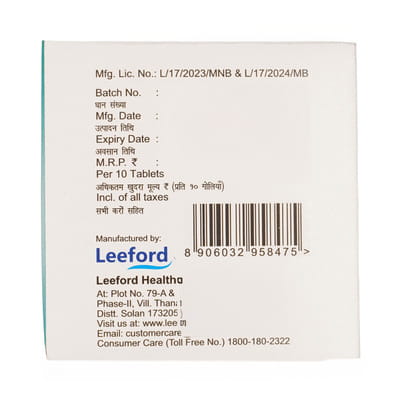 Mfg. Lic. No.: L/17/2023/MNB & L/17/2024/MB
Batch No. :
घान संख्या
Mfg. Date :
उत्पादन तिथि
Expiry Date :
अवसान तिथि
M.R.P. ₹ :
Per 10 Tablets
अधिकतम खुदरा मूल्य ₹ (प्रति १० गोलियाँ)
Incl. of all taxes
सभी करों सहित
Manufactured by:
Leeford
8 906032 958475 >
Leeford Healthc
At: Plot No. 79-A &
Phase-II, Vill. Thana
Distt. Solan 173205
Visit us at: www.lee
Email: customercare
Consumer Care (Toll Free No.) 1800-180-2322